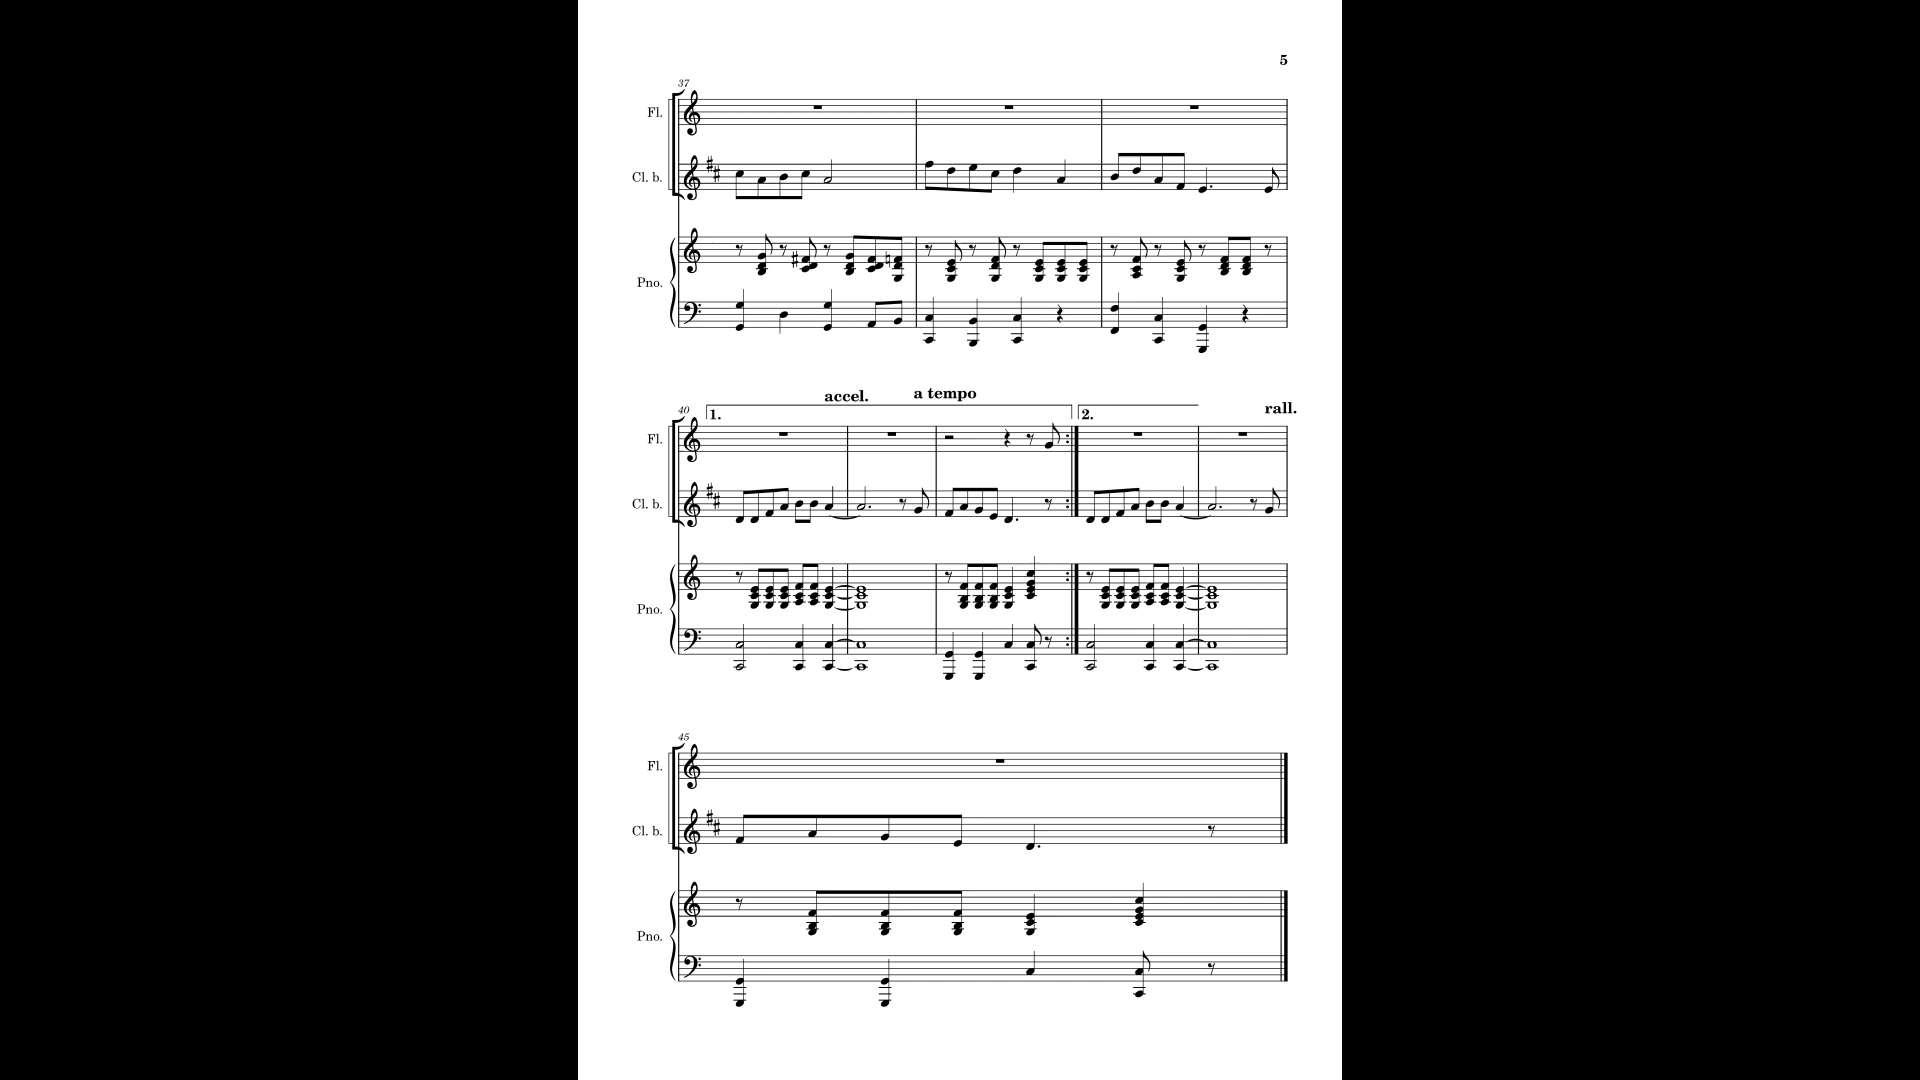 5
37
Fl.
Cl. b.
Pno.
accel.
a tempo
rall.
40
1.
2.
Fl.
Cl. b.
Pno.
45
Fl.
Cl. b.
Pno.